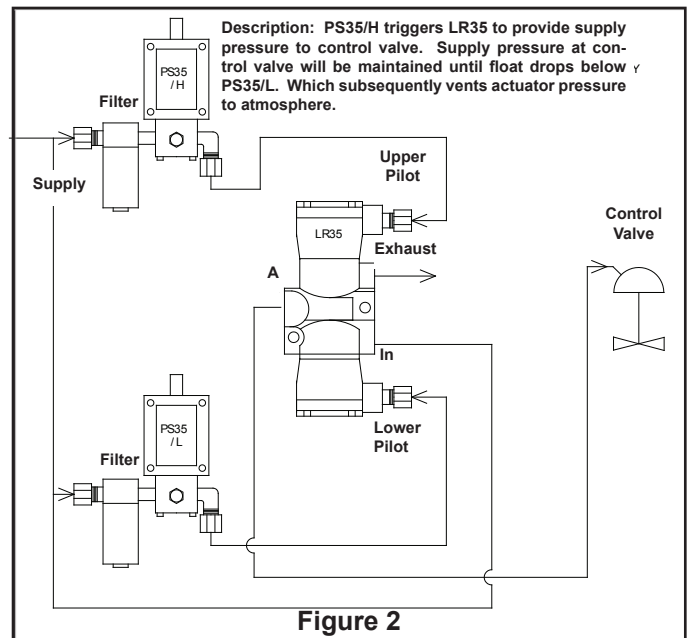 Description: PS35/H triggers LR35 to provide supply
pressure to control valve. Supply pressure at con-
trol valve will be maintained until float drops below Y
PS35/L. Which subsequently vents actuator pressure
to atmosphere.
PS35
/ H
Filter
Supply
Upper
Pilot
LR35
Exhaust
A
In
Control
Valve
PS35
/ L
Filter
Lower
Pilot
Figure 2